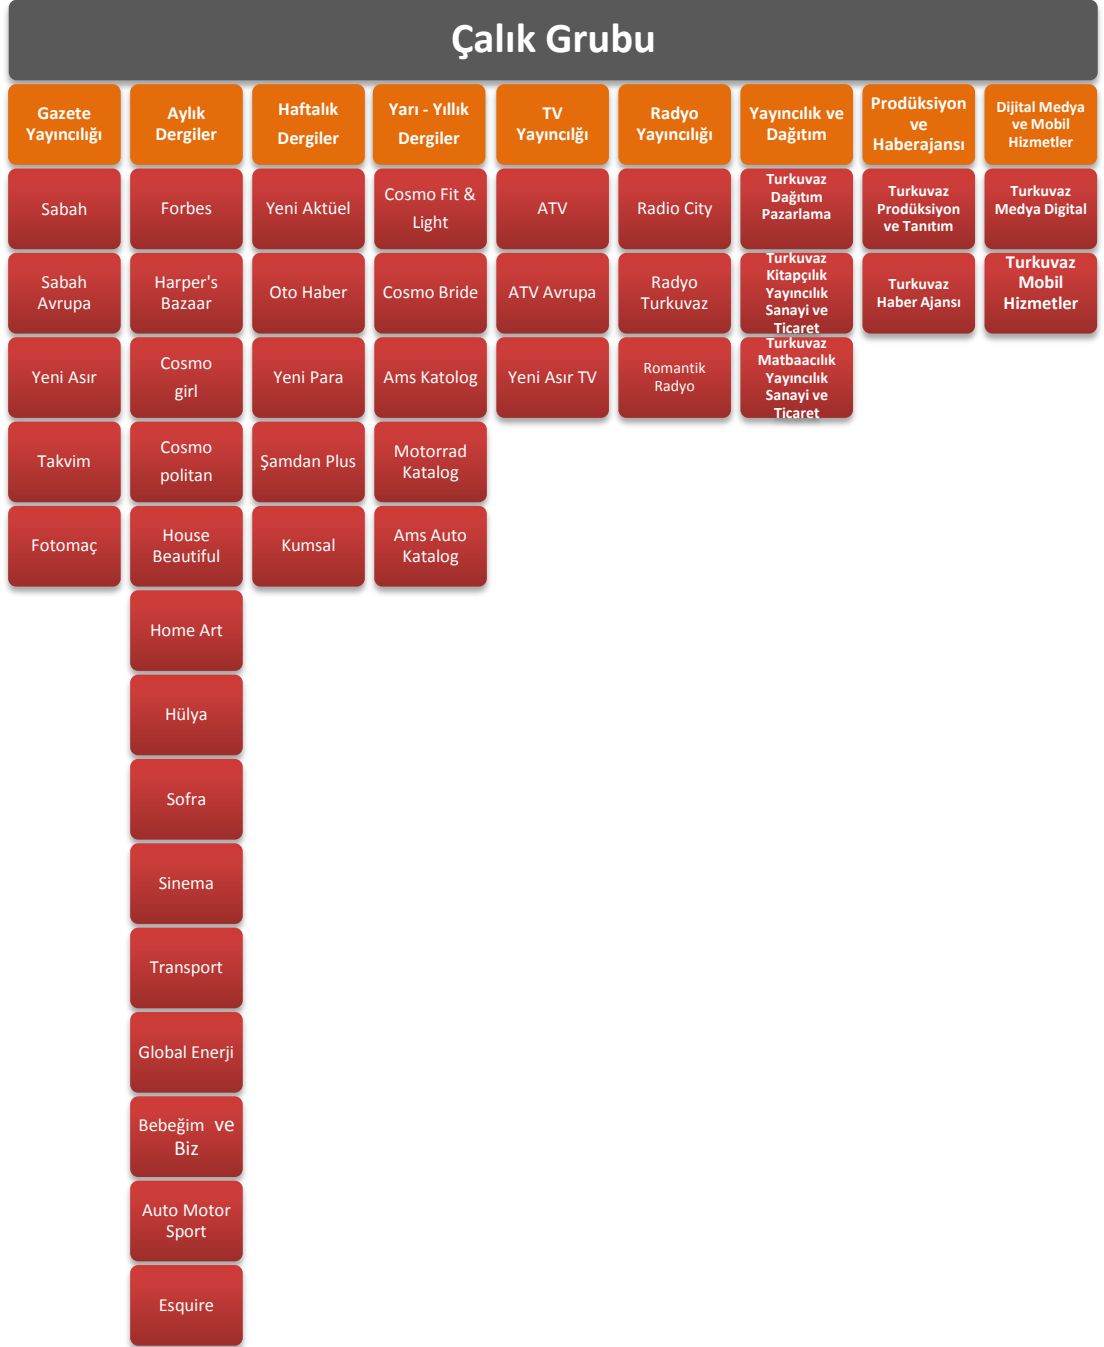 Çalık Grubu
Gazete
Yayıncılığı
Sabah
Sabah
Avrupa
Yeni Asır
Takvim
Fotomaç
Aylık
Dergiler
Forbes
Harper's
Bazaar
Cosmo
girl
Cosmo
politan
House
Beautiful
Home Art
Hülya
Sofra
Sinema
Transport
Global Enerji
Bebeğim ve
Biz
Auto Motor
Sport
Esquire
Haftalık
Dergiler
Yeni Aktüel
Oto Haber
Yeni Para
Şamdan Plus
Kumsal
Yarı - Yıllık
Dergiler
Cosmo Fit &
Light
Cosmo Bride
Ams Katolog
Motorrad
Katalog
Ams Auto
Katalog
TV
Yayıncılğı
ATV
ATV Avrupa
Yeni Asır TV
Radyo
Yayıncılığı
Radio City
Radyo
Turkuvaz
Romantik
Radyo
Yayıncılık ve
Dağıtım
Turkuvaz
Dağıtım
Pazarlama
Turkuvaz
Kitapçılık
Yayıncılık
Sanayi ve
Ticaret
Turkuvaz
Matbaacılık
Yayıncılık
Sanayi ve
Ticaret
Prodüksiyon
ve
Haberajansı
Turkuvaz
Prodüksiyon
ve Tanıtım
Turkuvaz
Haber Ajansı
Dijital Medya
ve Mobil
Hizmetler
Turkuvaz
Medya Digital
Turkuvaz
Mobil
Hizmetler